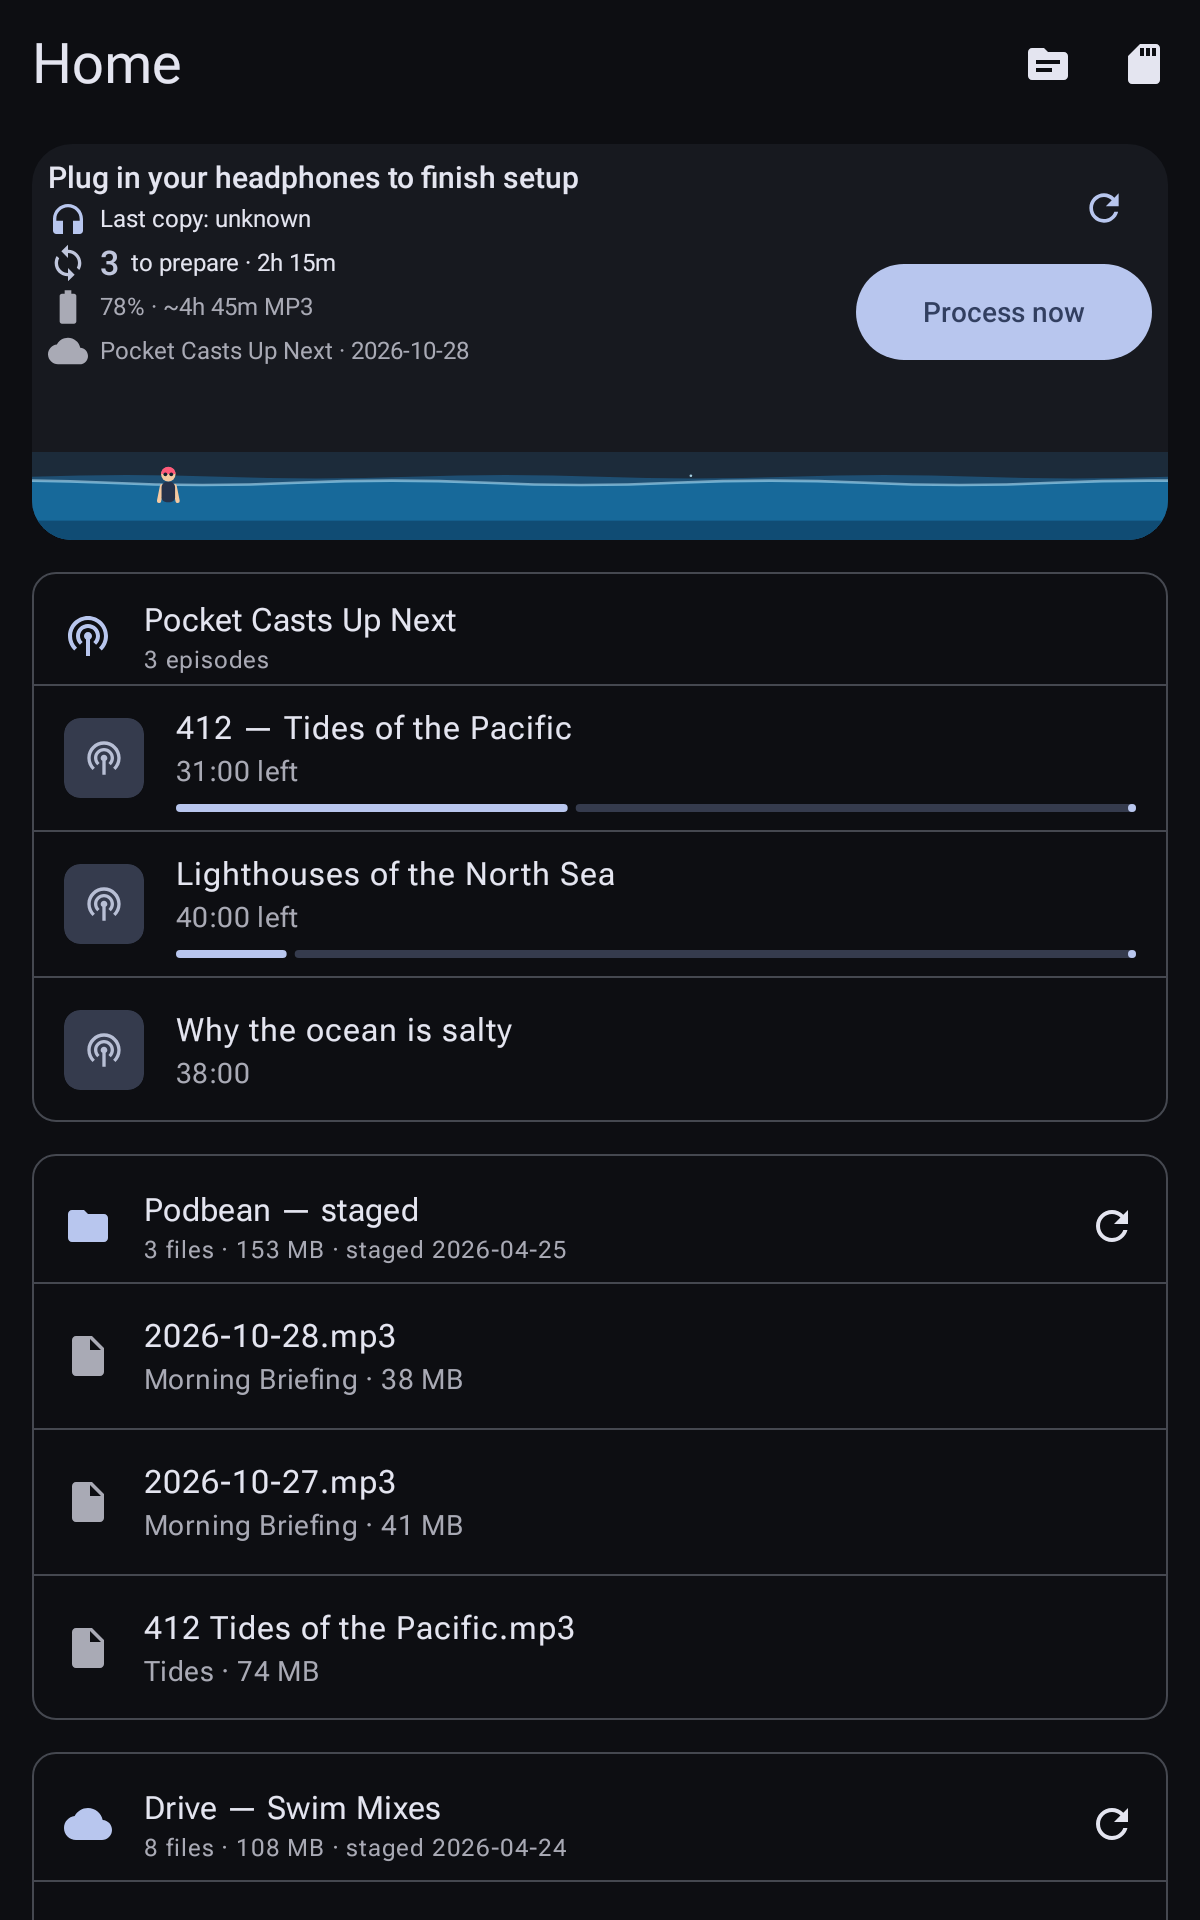 Home
Plug in your headphones to finish setup
Last copy: unknown
3 to prepare · 2h 15m
78% · ~4h 45m MP3
Pocket Casts Up Next · 2026-10-28
Process now
Pocket Casts Up Next
3 episodes
412 — Tides of the Pacific
31:00 left
Lighthouses of the North Sea
40:00 left
Why the ocean is salty
38:00
Podbean — staged
3 files · 153 MB · staged 2026-04-25
2026-10-28.mp3
Morning Briefing · 38 MB
2026-10-27.mp3
Morning Briefing · 41 MB
412 Tides of the Pacific.mp3
Tides · 74 MB
Drive — Swim Mixes
8 files · 108 MB · staged 2026-04-24